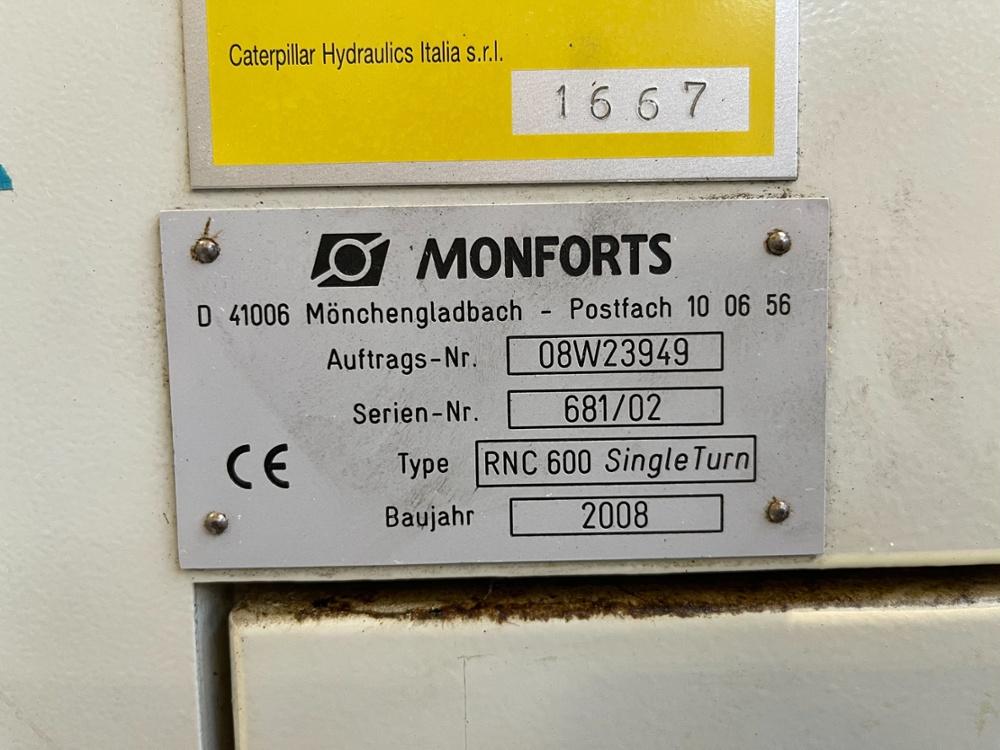 Caterpillar Hydraulics Italia s.r.l.
1667
MONFORTS
D 41006 Mönchengladbach - Postfach 10 06 56
Auftrags-Nr. 08W23949
Serien-Nr. 681/02
CE Type RNC 600 SingleTurn
Baujahr 2008